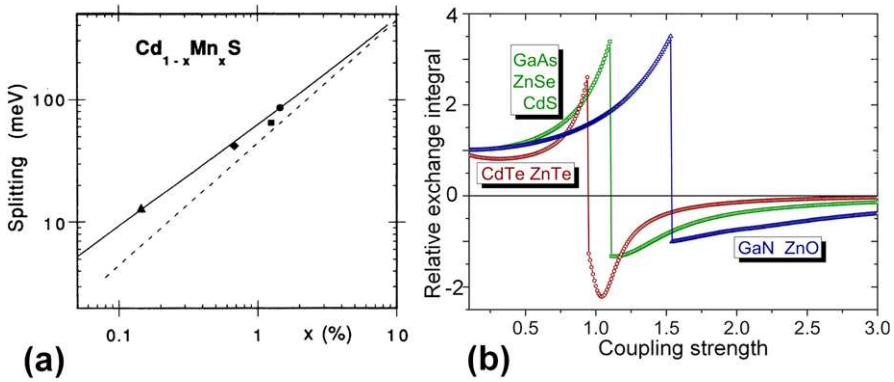 Cd1-xMnxS
Splitting (meV)
100
10
0.1
1
10
x (%)
(a)
Relative exchange integral
4
2
0
-2
GaAs
ZnSe
CdS
CdTe ZnTe
GaN ZnO
0.5
1.0
1.5
2.0
2.5
3.0
Coupling strength
(b)